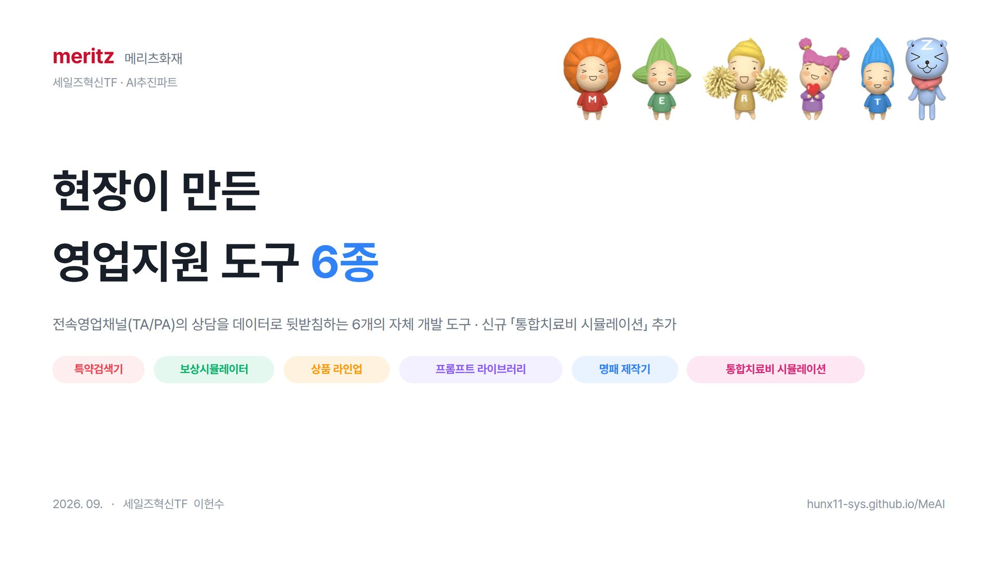 meritz 메리츠화재
세일즈혁신TF · AI추진파트
M E R I T Z
현장이 만든
영업지원 도구 6종
전속영업채널(TA/PA)의 상담을 데이터로 뒷받침하는 6개의 자체 개발 도구 · 신규 「통합치료비 시뮬레이션」 추가
특약검색기 보상시뮬레이터 상품 라인업 프롬프트 라이브러리 명패 제작기 통합치료비 시뮬레이션
2026. 09. · 세일즈혁신TF 이헌수
hunx11-sys.github.io/MeAI